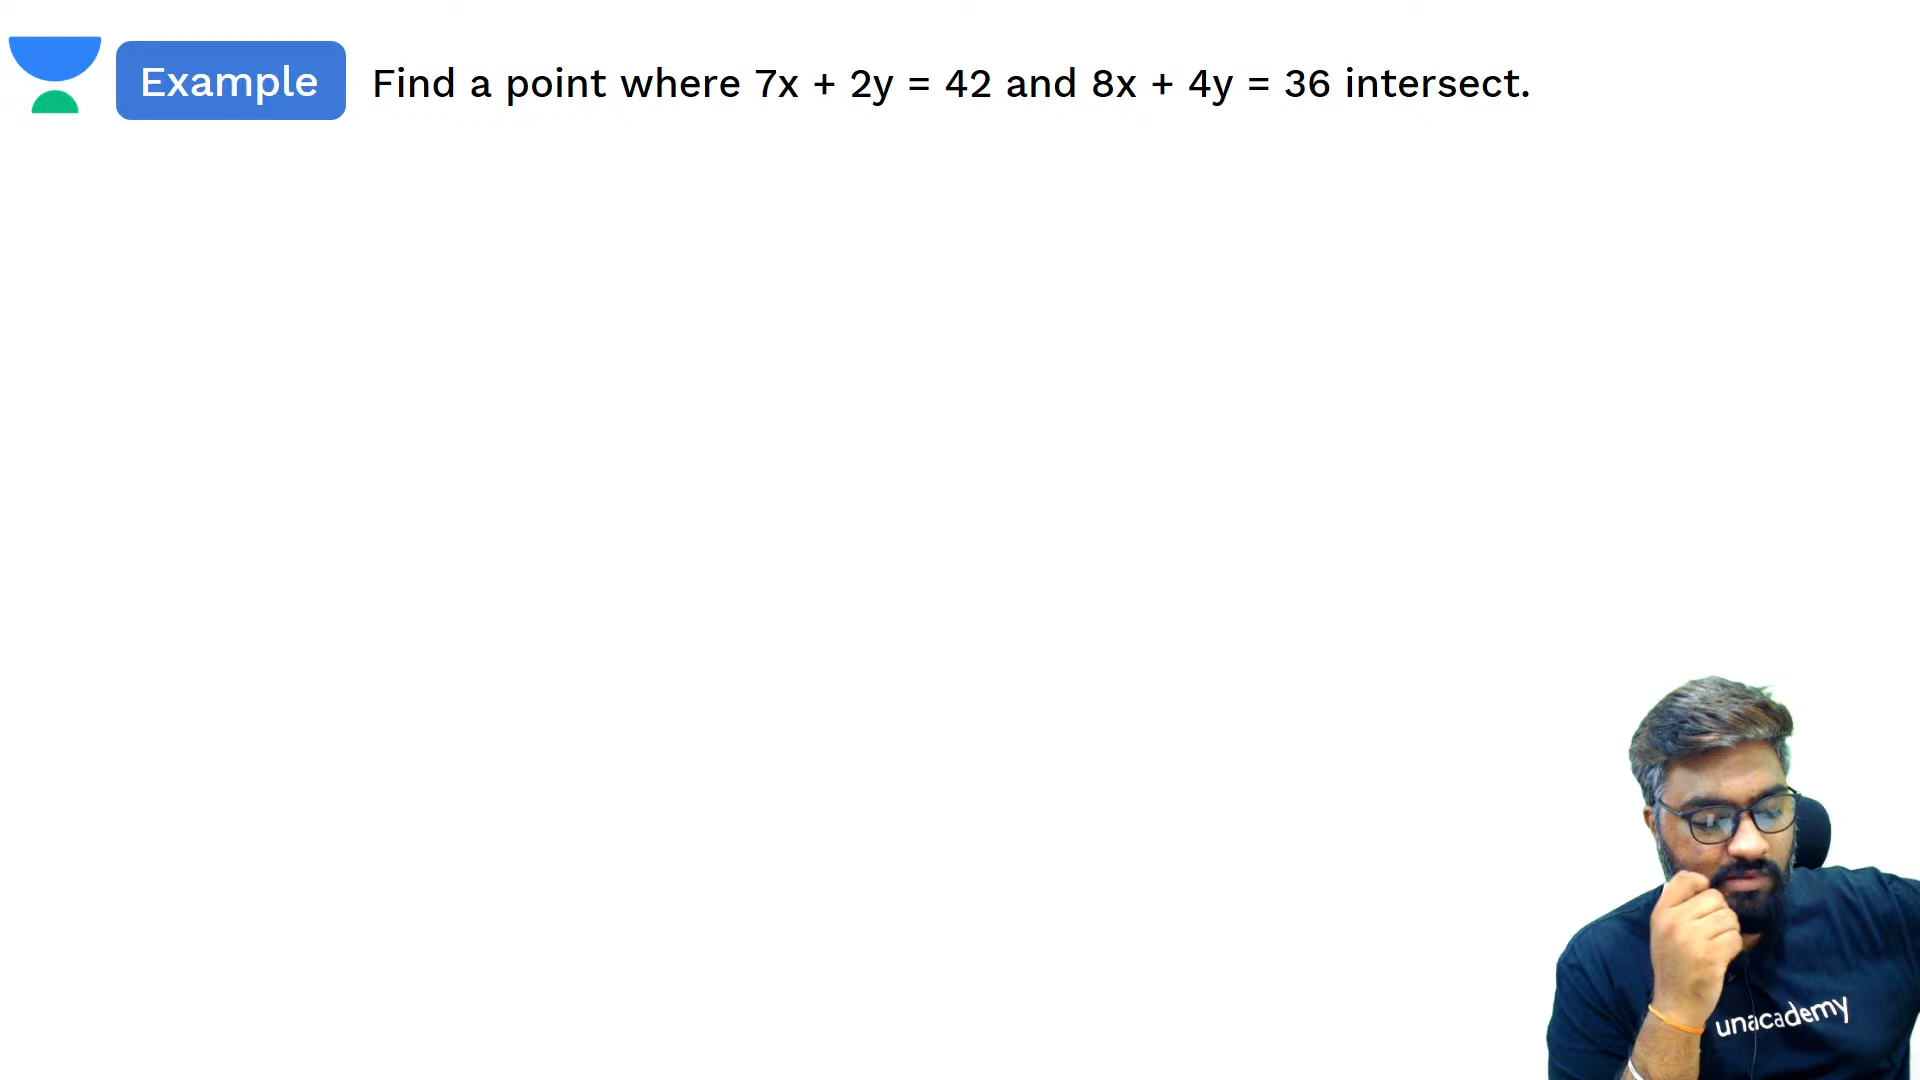 Example
Find a point where 7x + 2y = 42 and 8x + 4y = 36 intersect.
unacademy